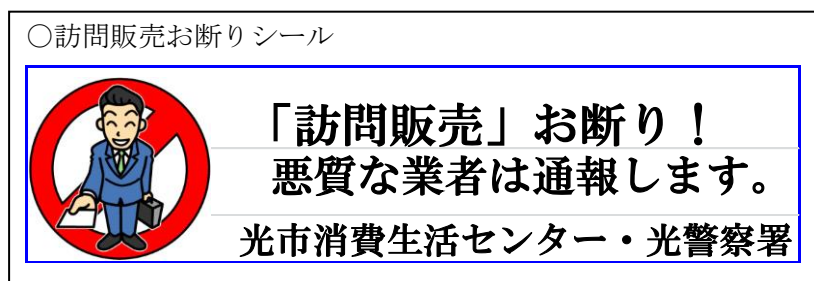 ○訪問販売お断りシール
「訪問販売」お断り！
悪質な業者は通報します。
光市消費生活センター・光警察署